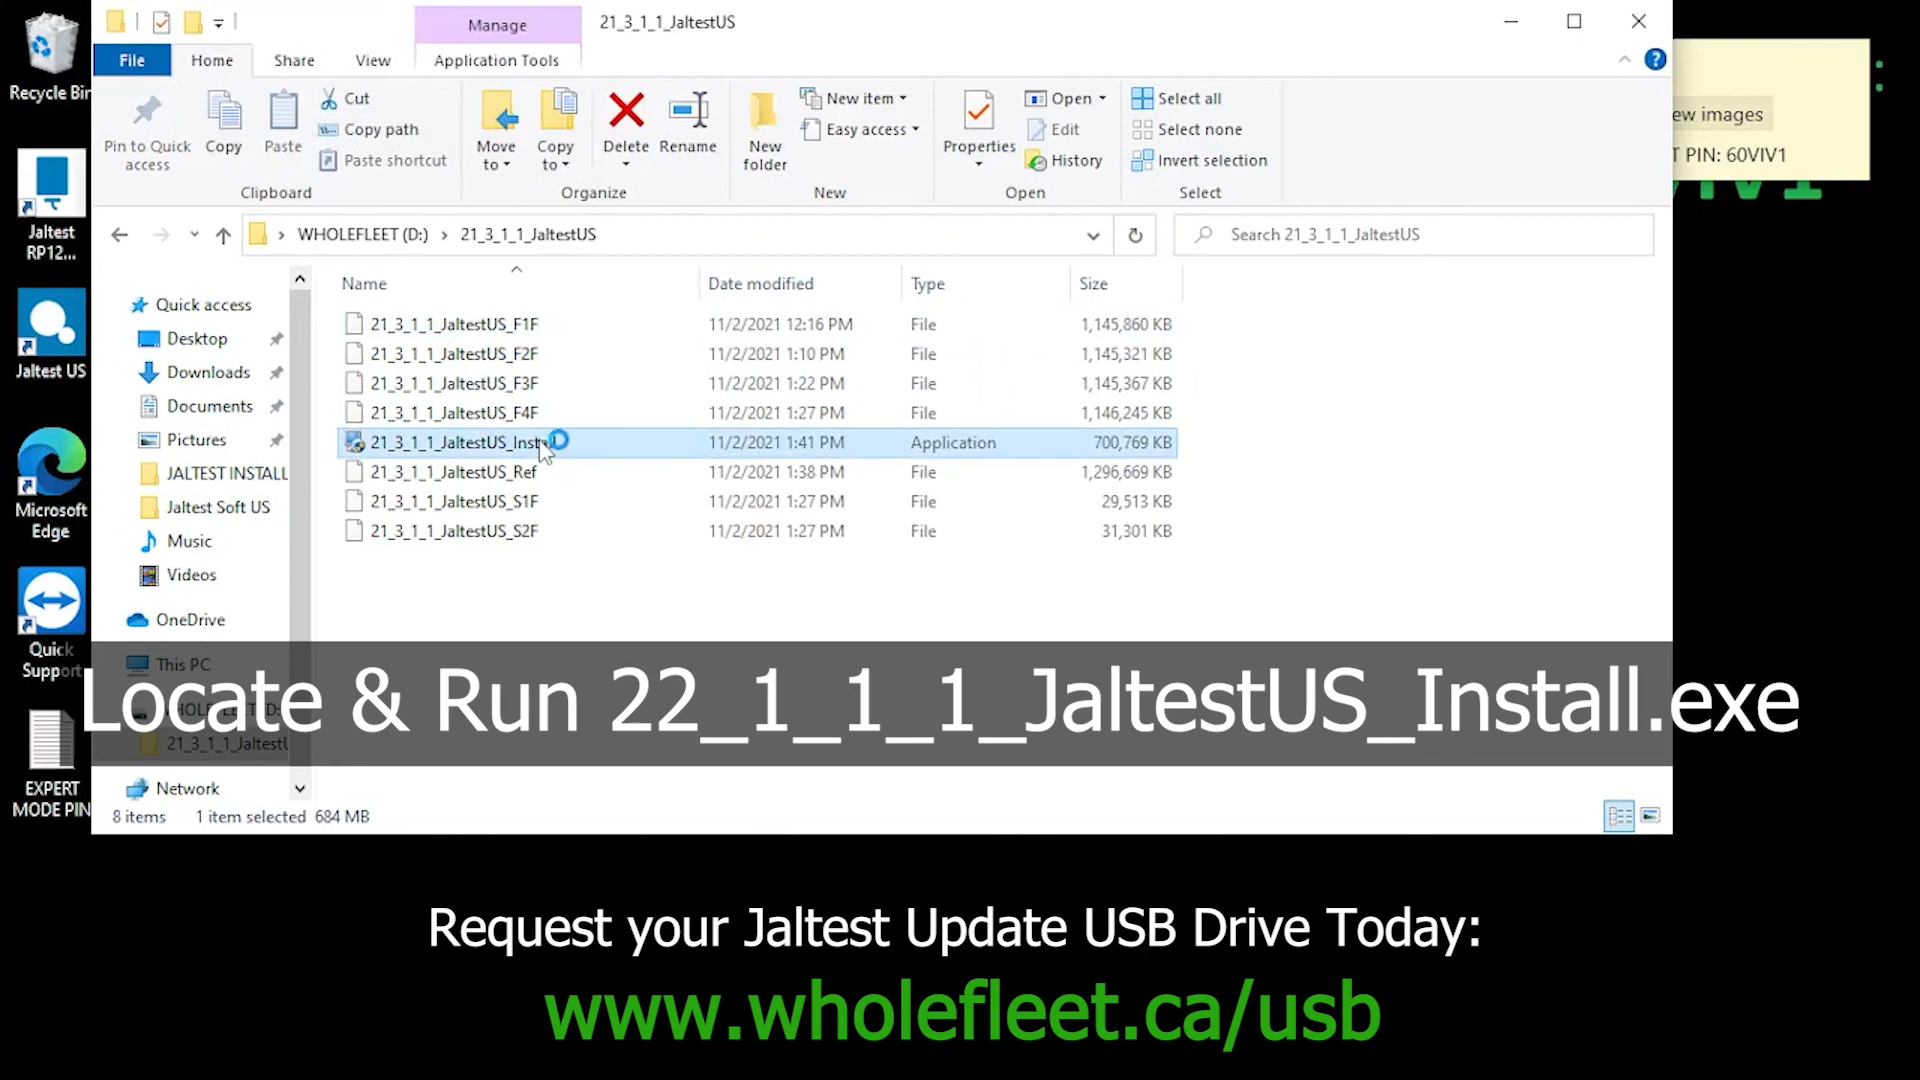 Manage
21_3_1_1_JaltestUS
File
Home
Share
View
Application Tools
Pin to Quick access
Copy
Paste
Cut
Copy path
Paste shortcut
Clipboard
Move to
Copy to
Delete
Rename
Organize
New folder
New item
Easy access
New
Properties
Open
Edit
History
Open
Select all
Select none
Invert selection
Select
ew images
T PIN: 60VIV1
WHOLEFLEET (D:) › 21_3_1_1_JaltestUS
Search 21_3_1_1_JaltestUS
Name Date modified Type Size
21_3_1_1_JaltestUS_F1F 11/2/2021 12:16 PM File 1,145,860 KB
21_3_1_1_JaltestUS_F2F 11/2/2021 1:10 PM File 1,145,321 KB
21_3_1_1_JaltestUS_F3F 11/2/2021 1:22 PM File 1,145,367 KB
21_3_1_1_JaltestUS_F4F 11/2/2021 1:27 PM File 1,146,245 KB
21_3_1_1_JaltestUS_Install 11/2/2021 1:41 PM Application 700,769 KB
21_3_1_1_JaltestUS_Ref 11/2/2021 1:38 PM File 1,296,669 KB
21_3_1_1_JaltestUS_S1F 11/2/2021 1:27 PM File 29,513 KB
21_3_1_1_JaltestUS_S2F 11/2/2021 1:27 PM File 31,301 KB
Quick access
Desktop
Downloads
Documents
Pictures
JALTEST INSTALL
Jaltest Soft US
Music
Videos
OneDrive
This PC
21_3_1_1_JaltestU
Network
8 items 1 item selected 684 MB
Recycle Bin
Jaltest
RP12...
Jaltest US
Microsoft
Edge
Quick
Support
EXPERT
MODE PIN
Locate & Run 22_1_1_1_JaltestUS_Install.exe
Request your Jaltest Update USB Drive Today:
www.wholefleet.ca/usb